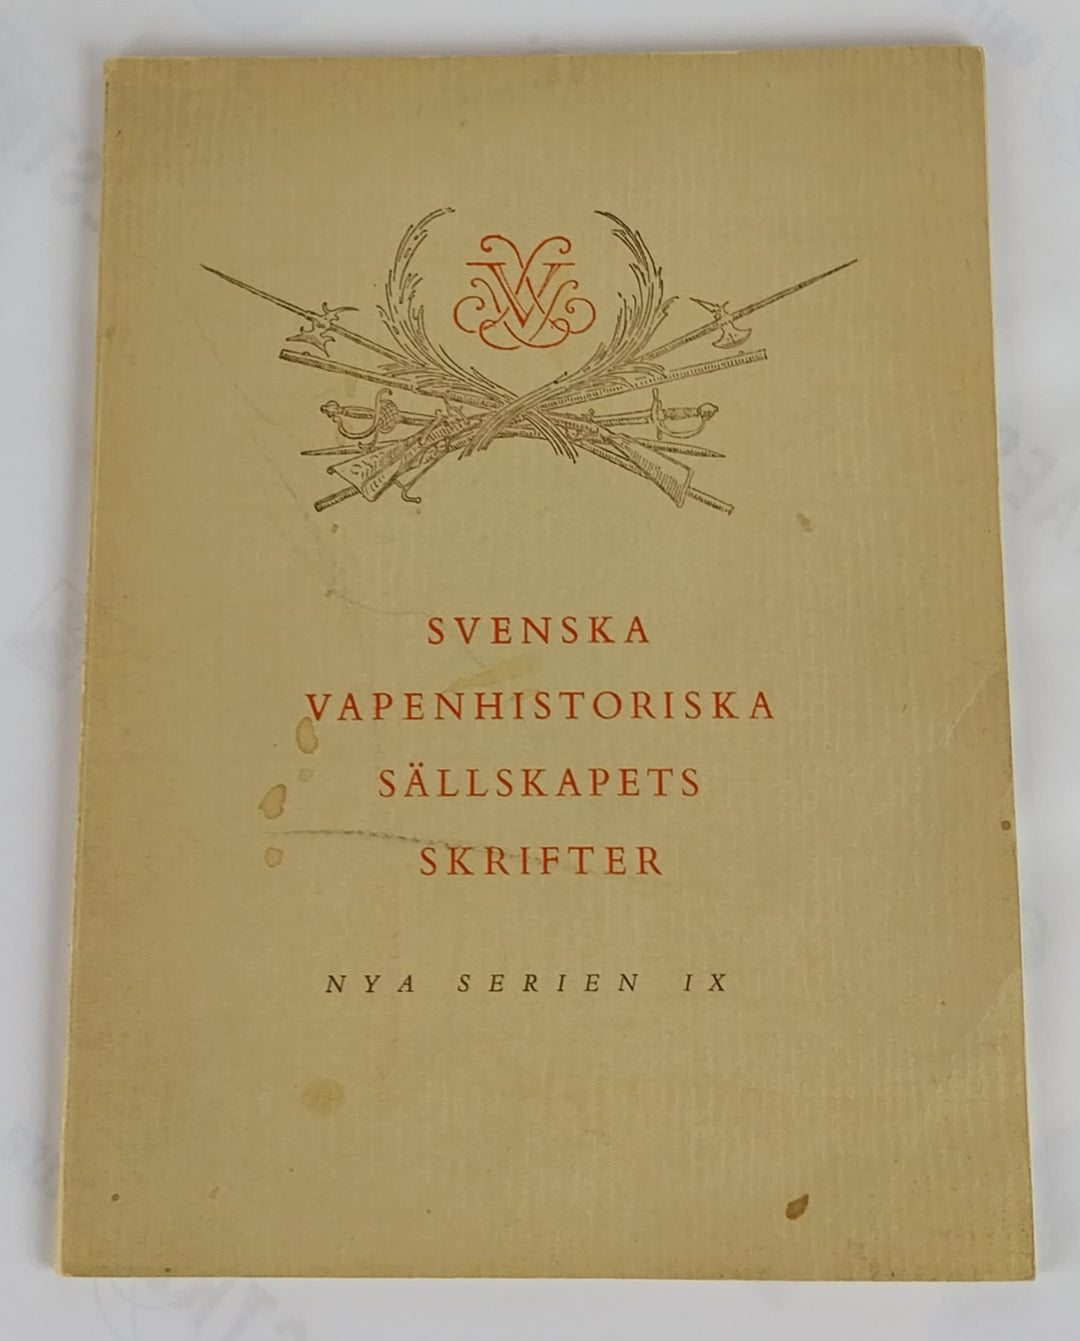 SVENSKA
VAPENHISTORISKA
SÄLLSKAPETS
SKRIFTER
NYA SERIEN IX